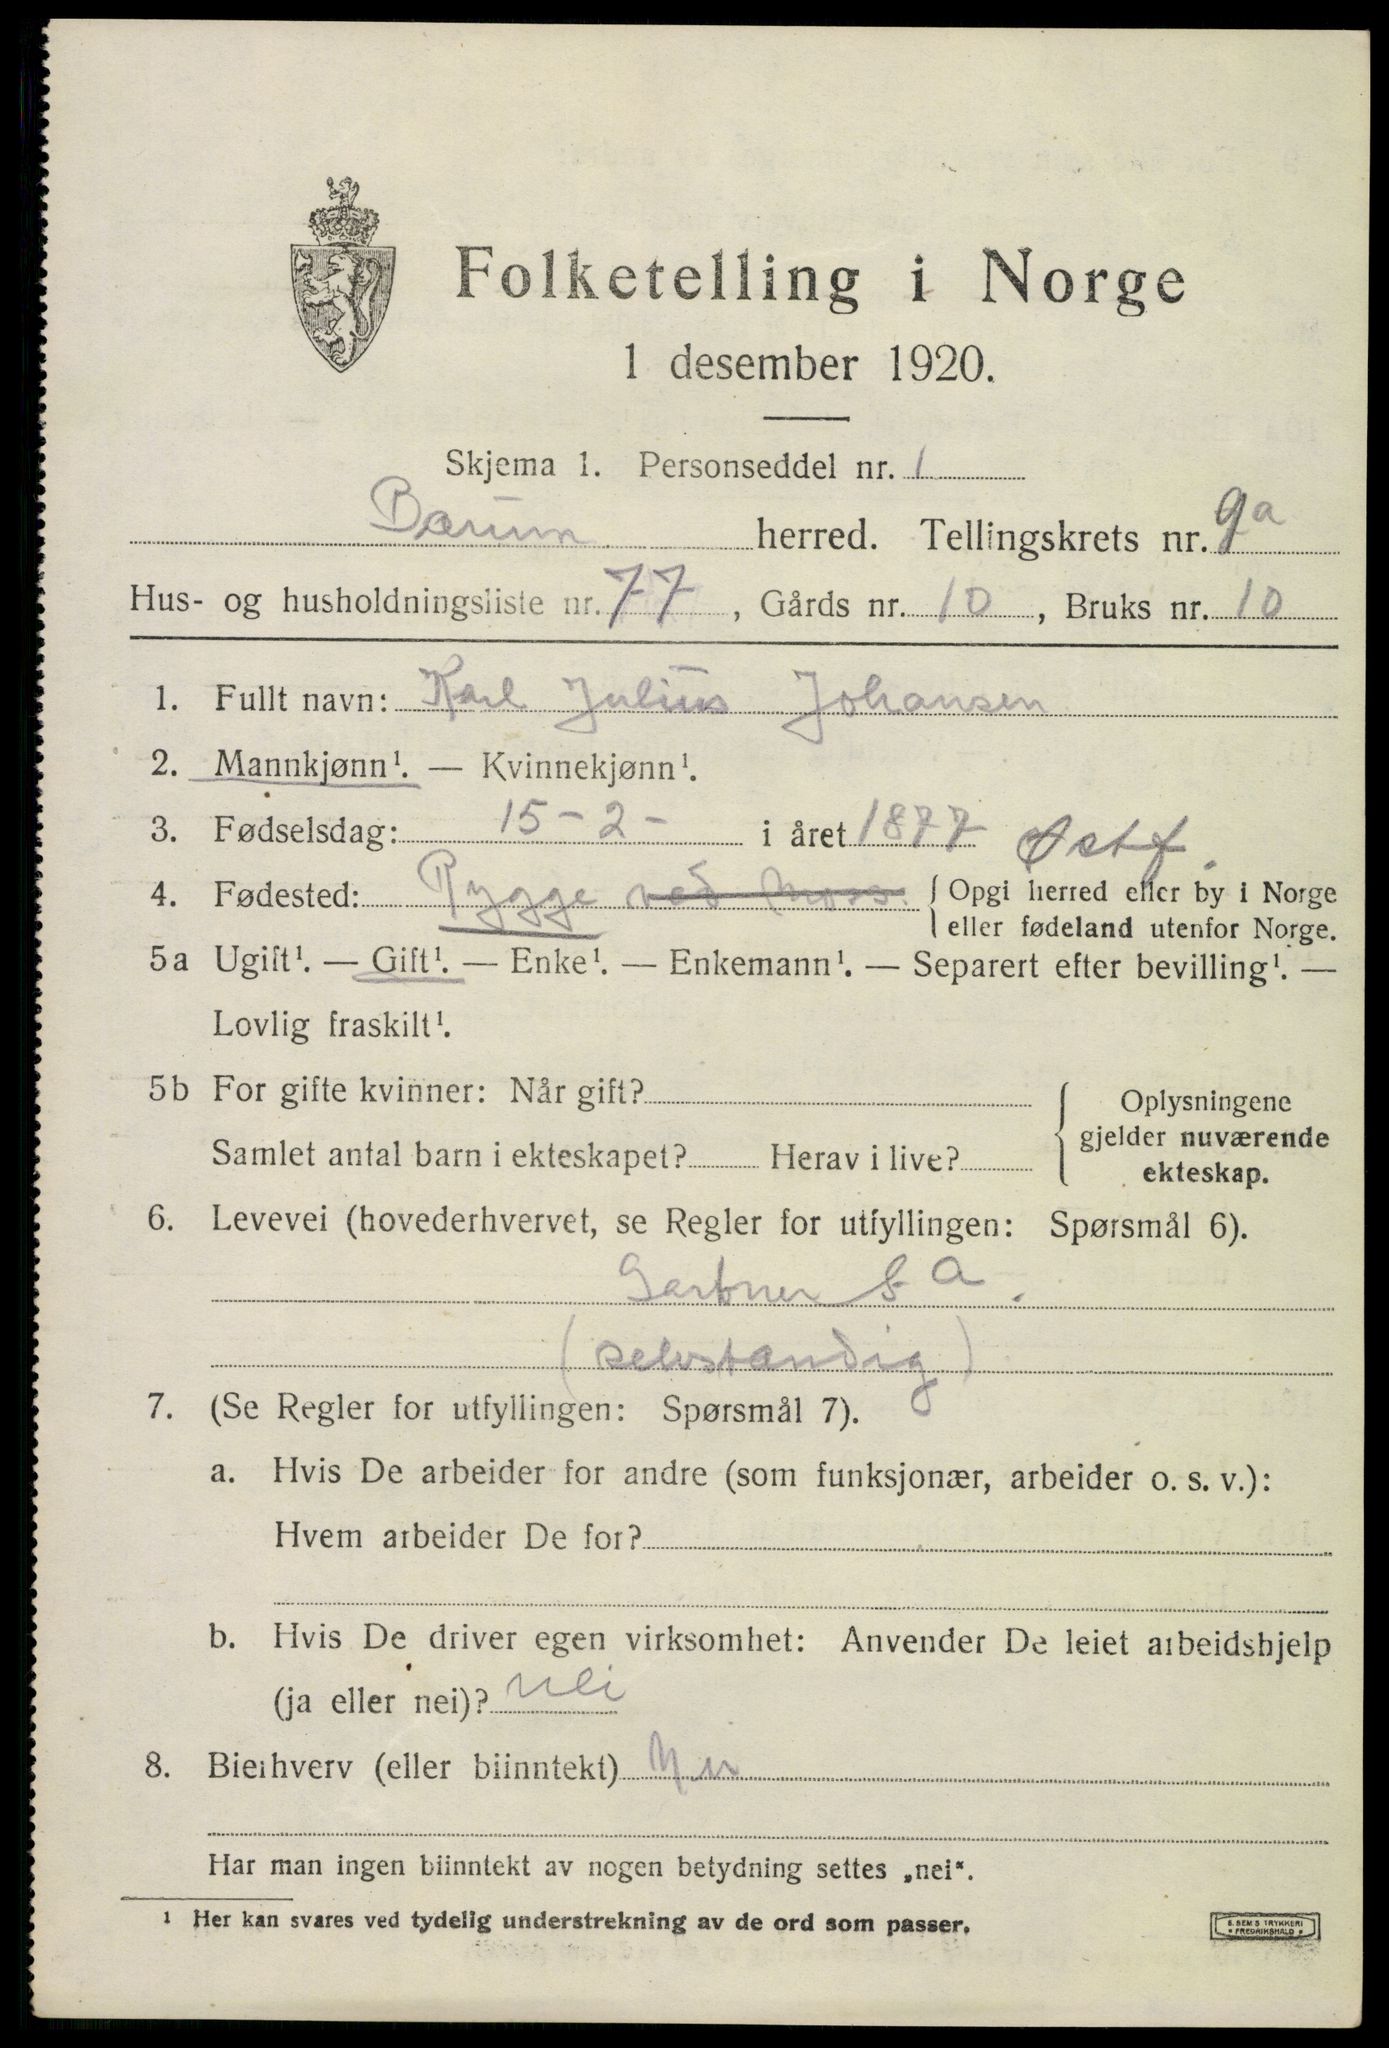 Folketelling i Norge
1 desember 1920.
Skjema 1. Personseddel nr. 1
Bærum herred. Tellingskrets nr. 9a
Hus- og husholdningsliste nr. 77, Gårds nr. 10, Bruks nr. 10
1. Fullt navn: Karl Julius Johansen
2. Mannkjønn¹. — Kvinnekjønn¹.
3. Fødselsdag: 15-2- i året 1877 Østf.
4. Fødested: Rygge ved Moss. { Opgi herred eller by i Norge
eller fødeland utenfor Norge.
5a Ugift¹. — Gift¹. — Enke¹. — Enkemann¹. — Separert efter bevilling¹. —
Lovlig fraskilt¹.
5b For gifte kvinner: Når gift?
Samlet antal barn i ekteskapet? Herav i live?
Oplysningene
gjelder nuværende
ekteskap.
6. Levevei (hovederhvervet, se Regler for utfyllingen: Spørsmål 6).
Gartner A.
(selvstændig)
7. (Se Regler for utfyllingen: Spørsmål 7).
a. Hvis De arbeider for andre (som funksjonær, arbeider o. s. v.):
Hvem arbeider De for?
b. Hvis De driver egen virksomhet: Anvender De leiet arbeidshjelp
(ja eller nei)? nei
8. Bierhverv (eller biinntekt) Nei
Har man ingen biinntekt av nogen betydning settes „nei“.
¹ Her kan svares ved tydelig understrekning av de ord som passer.
E. SEM'S TRYKKERI
* FREDRIKSHALD *